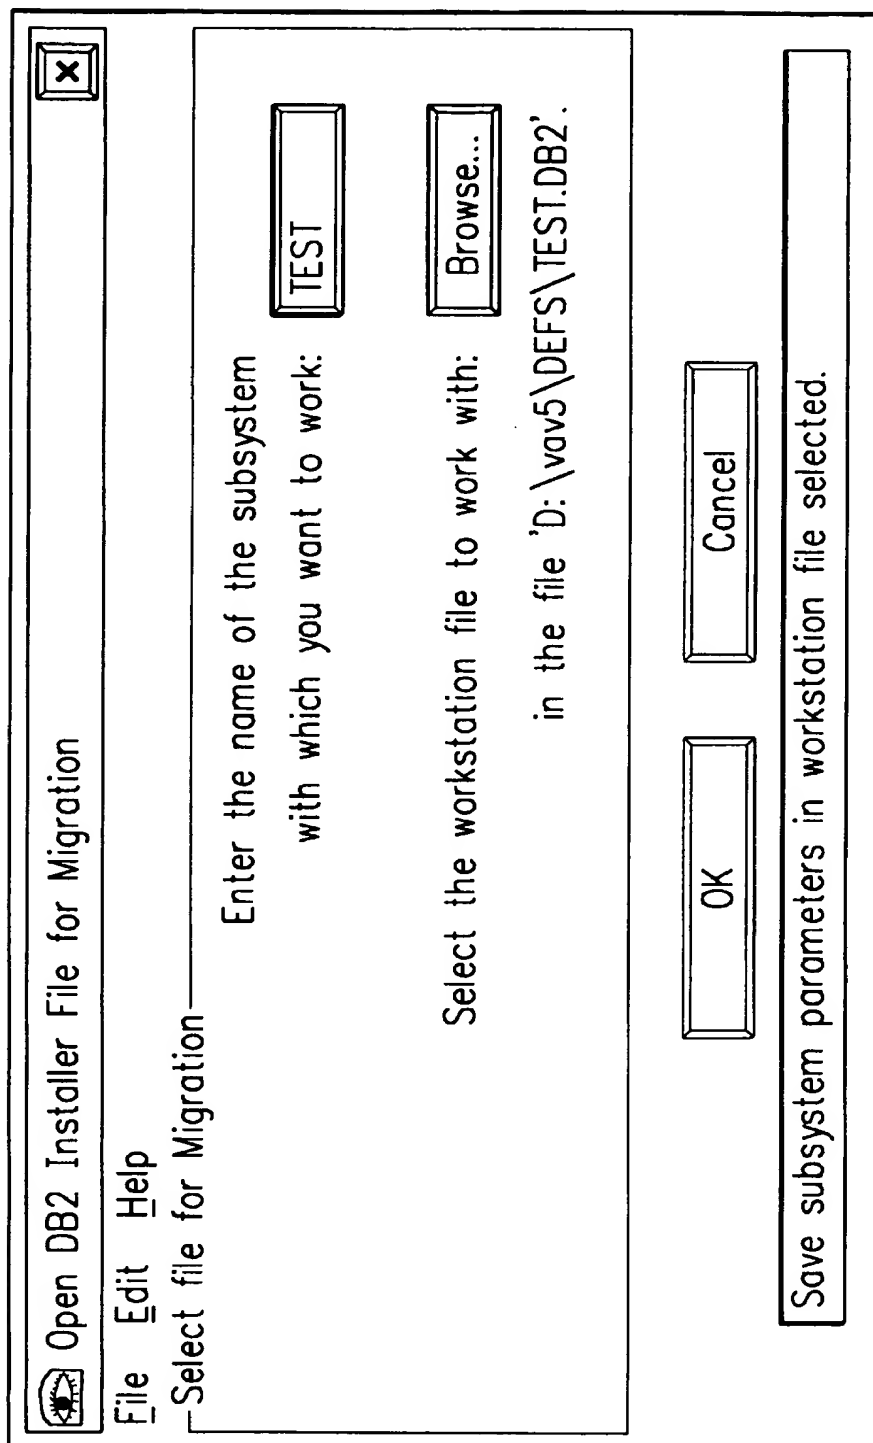 Open DB2 Installer File for Migration
File Edit Help
Select file for Migration
Enter the name of the subsystem
with which you want to work:
TEST
Select the workstation file to work with:
Browse...
in the file 'D:\vav5\DEFS\TEST.DB2'.
OK
Cancel
Save subsystem parameters in workstation file selected.